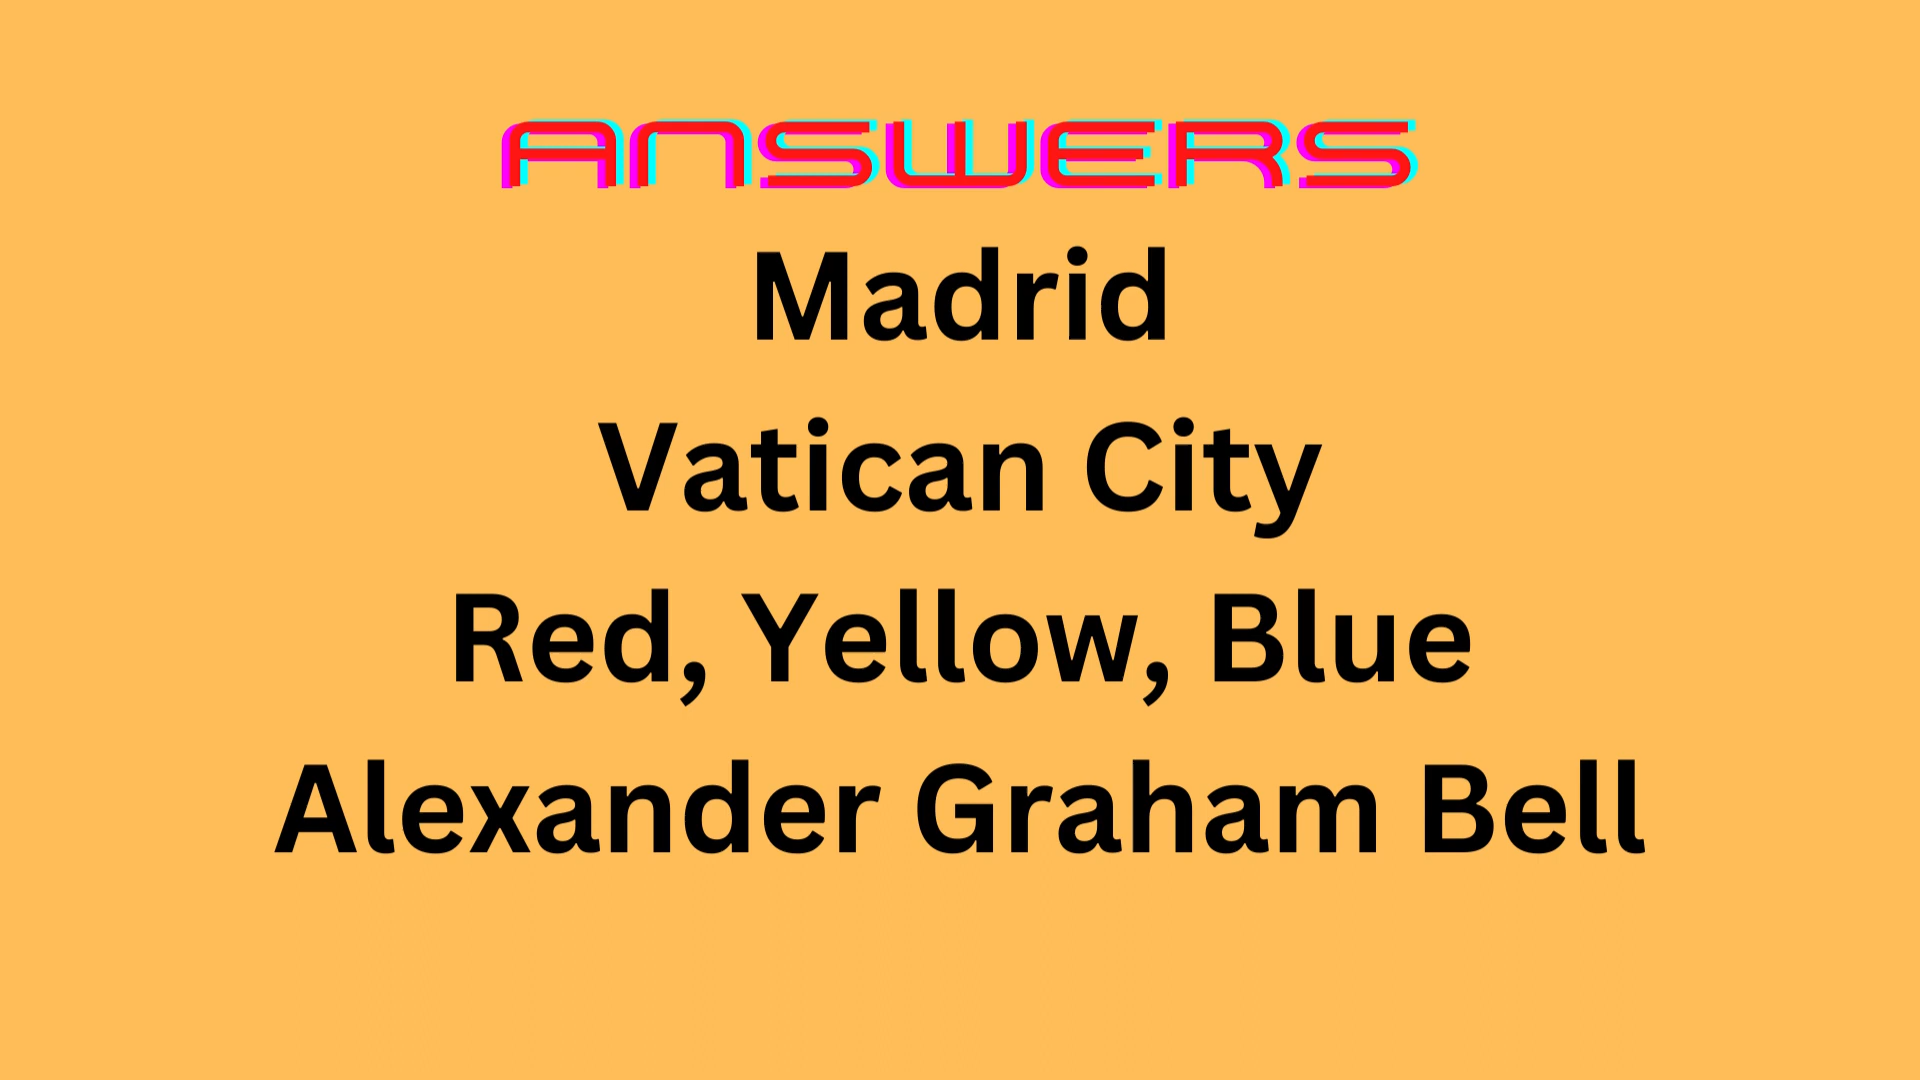 ANSWERS
Madrid
Vatican City
Red, Yellow, Blue
Alexander Graham Bell